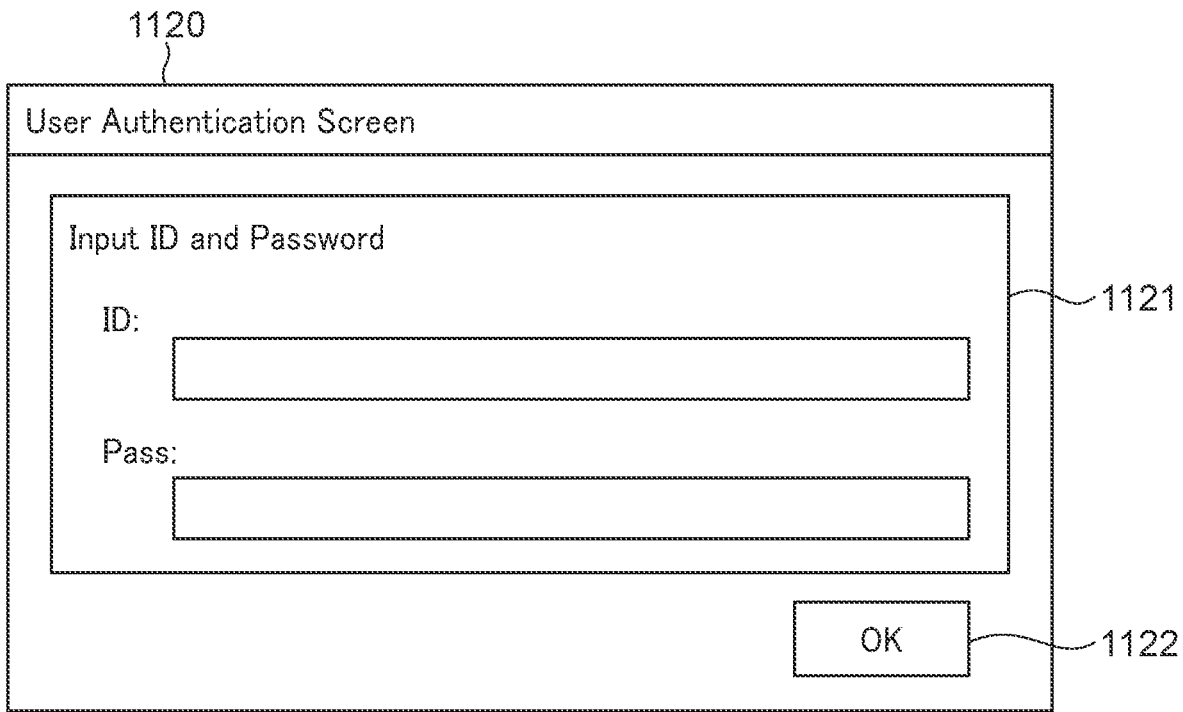 1120
User Authentication Screen
Input ID and Password
ID:
1121
Pass:
OK
1122